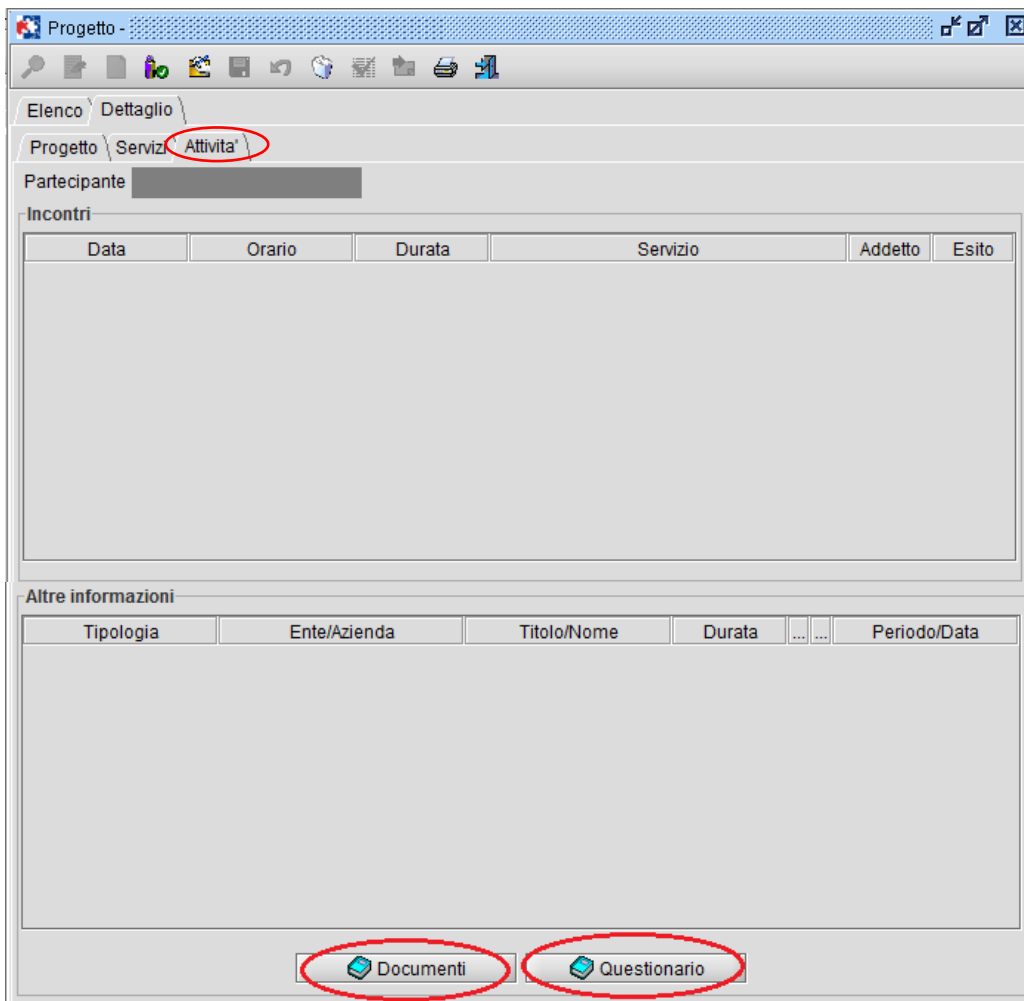 Progetto -
Elenco Dettaglio
Progetto Servizi Attivita'
Partecipante
Incontri
Data Orario Durata Servizio Addetto Esito
Altre informazioni
Tipologia Ente/Azienda Titolo/Nome Durata ... ... Periodo/Data
Documenti Questionario